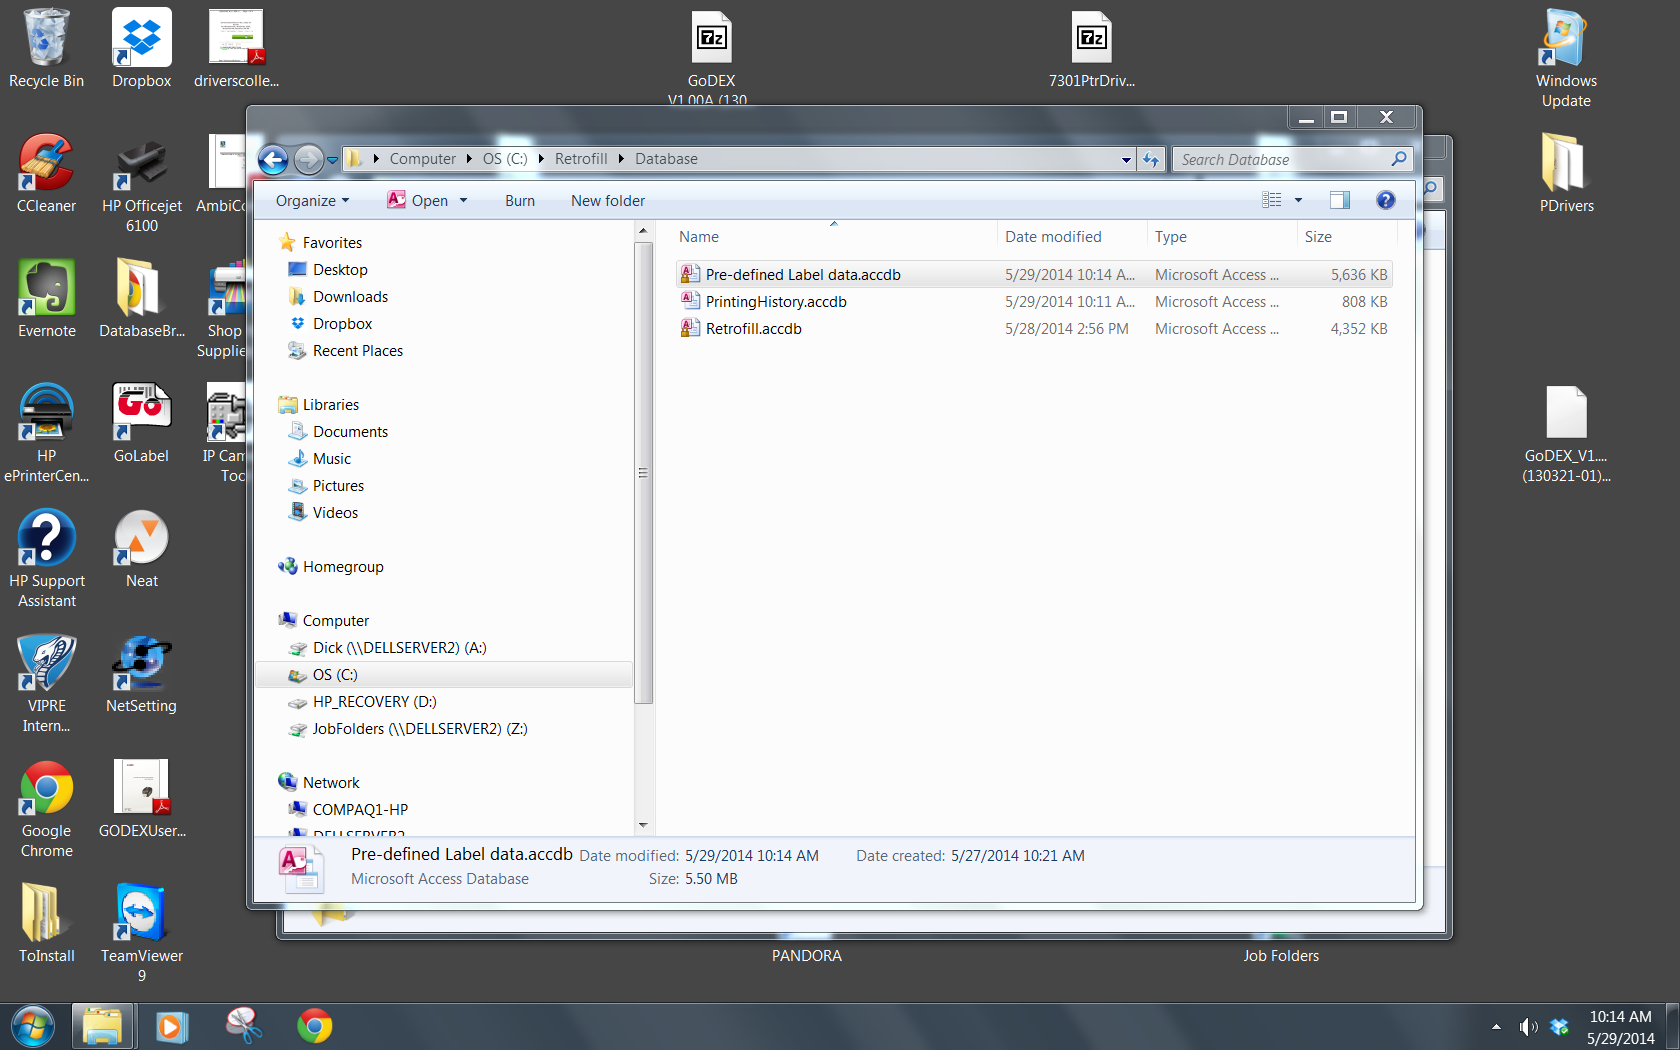 Recycle Bin
Dropbox
driverscolle...
GoDEX
V1.00A (130
7301PtrDriv...
Windows
Update
CCleaner
HP Officejet
6100
AmbiCo
PDrivers
Evernote
DatabaseBr...
Shop
Supplie
HP
ePrinterCen...
GoLabel
IP Cam
Too
GoDEX_V1....
(130321-01)...
HP Support
Assistant
Neat
VIPRE
Intern...
NetSetting
Google
Chrome
GODEXUser...
ToInstall
TeamViewer
9
PANDORA
Job Folders
Computer
OS (C:)
Retrofill
Database
Search Database
Organize
Open
Burn
New folder
Favorites
Desktop
Downloads
Dropbox
Recent Places
Libraries
Documents
Music
Pictures
Videos
Homegroup
Computer
Dick (\\DELLSERVER2) (A:)
OS (C:)
HP_RECOVERY (D:)
JobFolders (\\DELLSERVER2) (Z:)
Network
COMPAQ1-HP
DELLSERVER2
Name Date modified Type Size
Pre-defined Label data.accdb 5/29/2014 10:14 A... Microsoft Access ... 5,636 KB
PrintingHistory.accdb 5/29/2014 10:11 A... Microsoft Access ... 808 KB
Retrofill.accdb 5/28/2014 2:56 PM Microsoft Access ... 4,352 KB
Pre-defined Label data.accdb Date modified: 5/29/2014 10:14 AM Date created: 5/27/2014 10:21 AM
Microsoft Access Database Size: 5.50 MB
10:14 AM
5/29/2014
7z
7z
Go